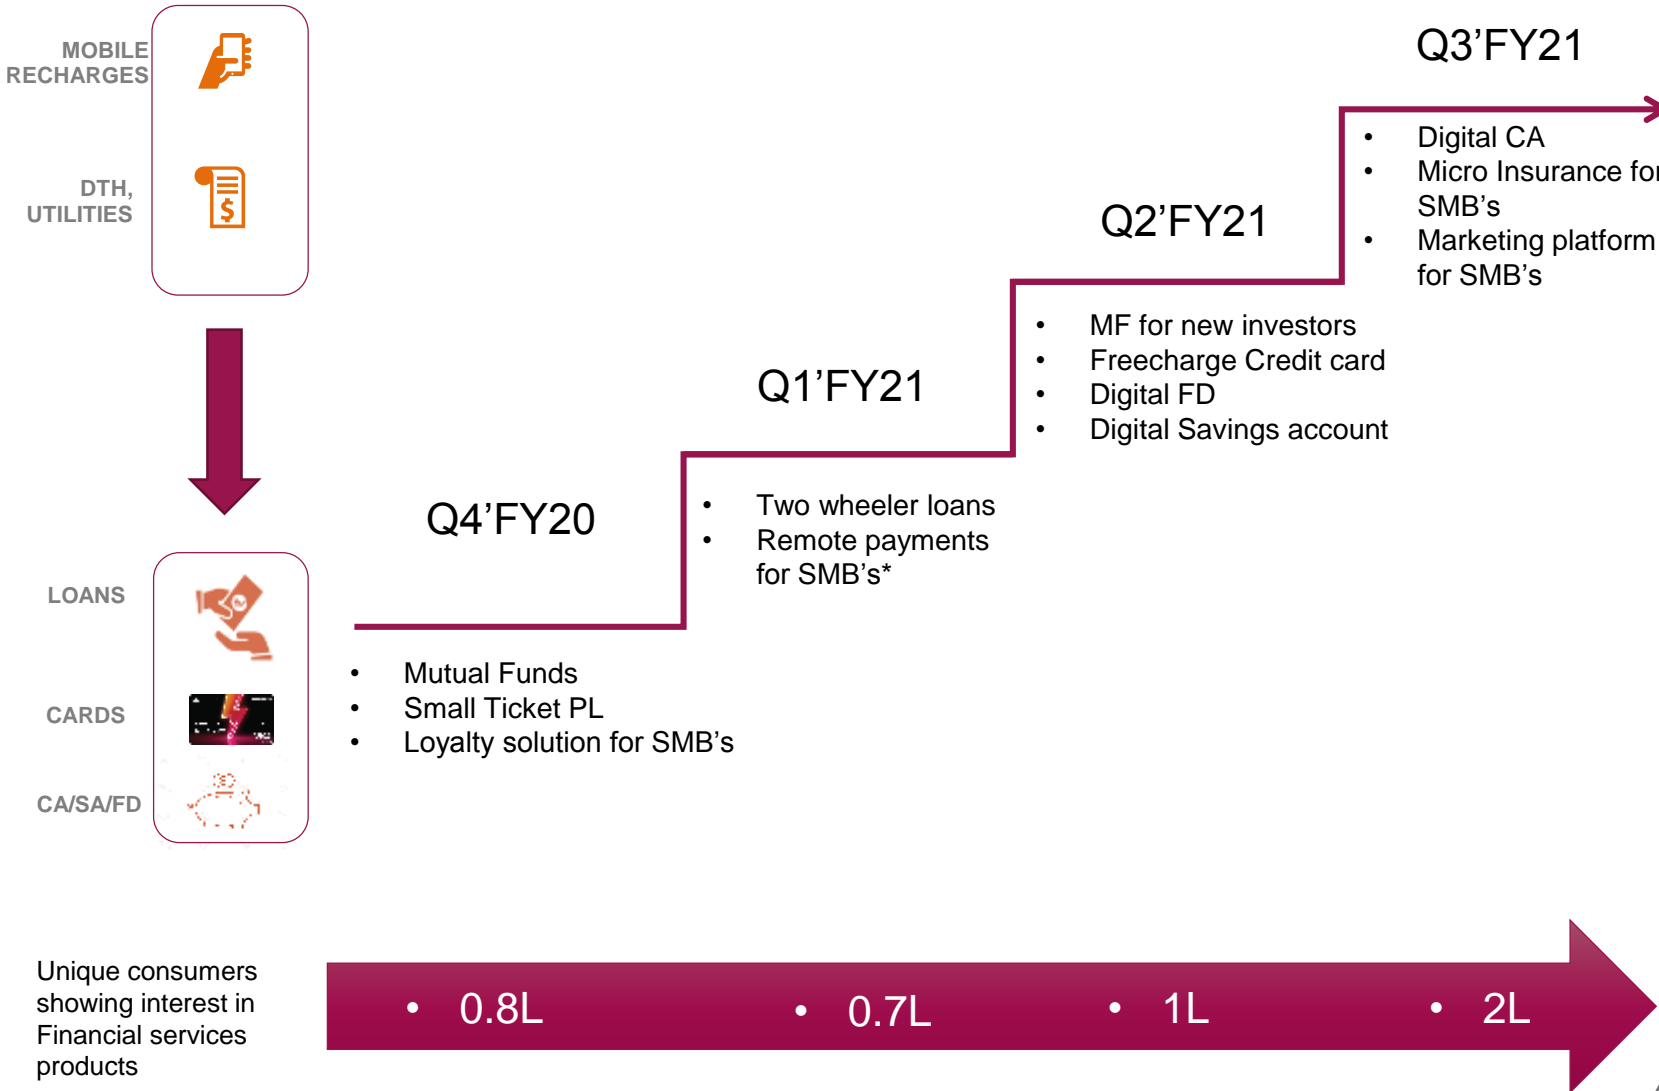 MOBILE
RECHARGES
DTH,
UTILITIES
$
LOANS
CARDS
CA/SA/FD
Q4’FY20
• Mutual Funds
• Small Ticket PL
• Loyalty solution for SMB’s
Q1’FY21
• Two wheeler loans
• Remote payments
for SMB’s*
Q2’FY21
• MF for new investors
• Freecharge Credit card
• Digital FD
• Digital Savings account
Q3’FY21
• Digital CA
• Micro Insurance for
SMB’s
• Marketing platform
for SMB’s
Unique consumers
showing interest in
Financial services
products
• 0.8L
• 0.7L
• 1L
• 2L